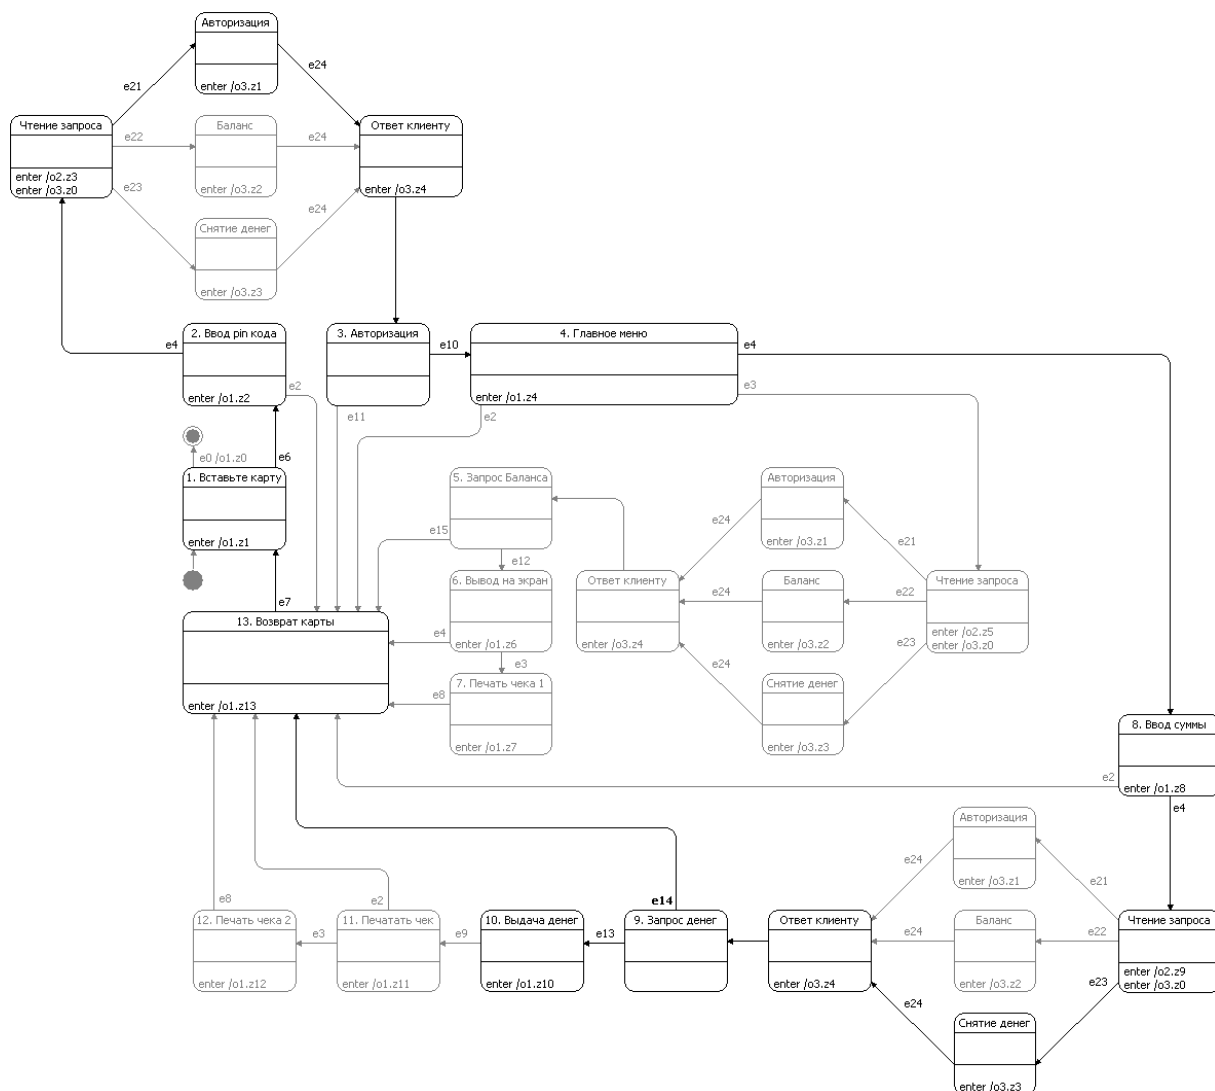 Авторизация
e24
e21
enter /o3.z1
Чтение запроса
Баланс
Ответ клиенту
e22
e24
enter /o2.z3
enter /o3.z0
e23
enter /o3.z2
enter /o3.z4
e24
Снятие денег
enter /o3.z3
2. Ввод pin кода
3. Авторизация
4. Главное меню
e4
e10
e4
e2
e3
enter /o1.z2
enter /o1.z4
e11
e2
e0 /o1.z0
e6
1. Вставьте карту
5. Запрос Баланса
Авторизация
e24
e15
enter /o1.z1
enter /o3.z1
e21
e12
6. Вывод на экран
Ответ клиенту
Баланс
Чтение запроса
e24
e22
e7
13. Возврат карты
e4
enter /o1.z6
enter /o3.z4
enter /o3.z2
enter /o2.z5
enter /o3.z0
e23
e3
e24
7. Печать чека 1
Снятие денег
e8
enter /o1.z13
enter /o1.z7
enter /o3.z3
8. Ввод суммы
e2
enter /o1.z8
e4
Авторизация
e24
enter /o3.z1
e21
e8
e2
e14
12. Печать чека 2
11. Печатать чек
10. Выдача денег
9. Запрос денег
Ответ клиенту
Баланс
Чтение запроса
e3
e9
e13
e24
e22
enter /o1.z12
enter /o1.z11
enter /o1.z10
enter /o3.z4
enter /o3.z2
enter /o2.z9
enter /o3.z0
e23
e24
Снятие денег
enter /o3.z3